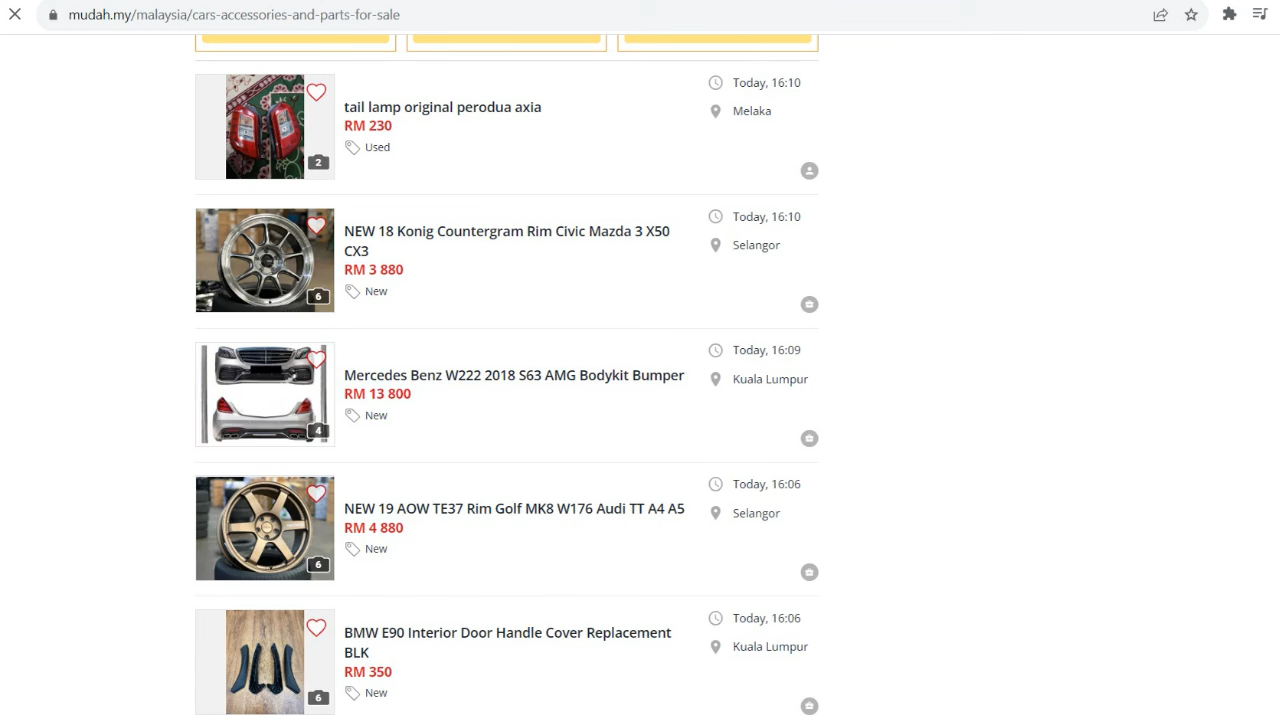 mudah.my/malaysia/cars-accessories-and-parts-for-sale
tail lamp original perodua axia
RM 230
Used
2
Today, 16:10
Melaka
NEW 18 Konig Countergram Rim Civic Mazda 3 X50
CX3
RM 3 880
New
6
Today, 16:10
Selangor
Mercedes Benz W222 2018 S63 AMG Bodykit Bumper
RM 13 800
New
4
Today, 16:09
Kuala Lumpur
NEW 19 AOW TE37 Rim Golf MK8 W176 Audi TT A4 A5
RM 4 880
New
6
Today, 16:06
Selangor
BMW E90 Interior Door Handle Cover Replacement
BLK
RM 350
New
6
Today, 16:06
Kuala Lumpur